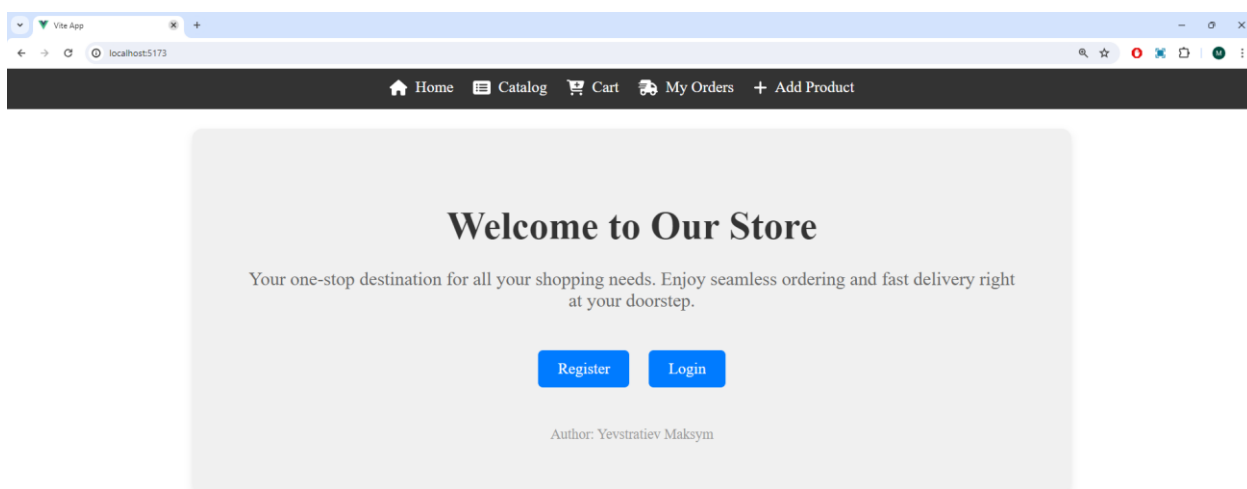 Vite App
localhost:5173
Home Catalog Cart My Orders + Add Product
Welcome to Our Store
Your one-stop destination for all your shopping needs. Enjoy seamless ordering and fast delivery right
at your doorstep.
Register Login
Author: Yevstratiev Maksym
M